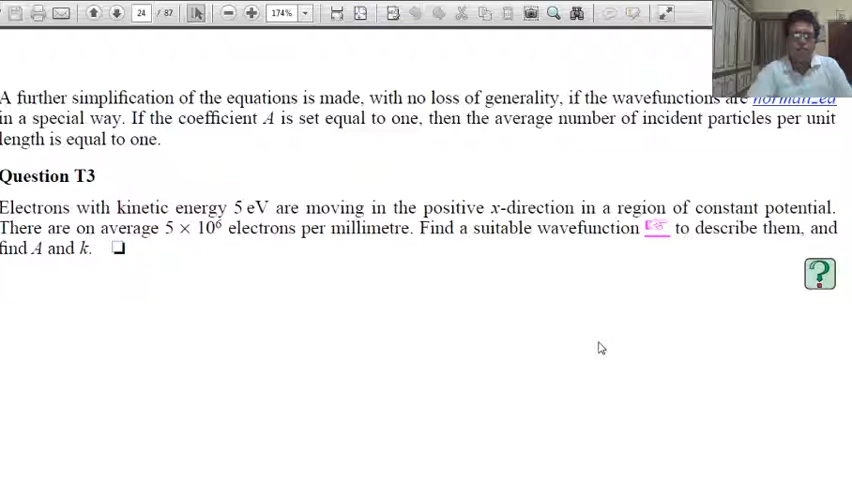 24 / 87
174%
A further simplification of the equations is made, with no loss of generality, if the wavefunctions are
in a special way. If the coefficient A is set equal to one, then the average number of incident particles per unit
length is equal to one.
Question T3
Electrons with kinetic energy 5 eV are moving in the positive x-direction in a region of constant potential.
There are on average 5 × 10⁶ electrons per millimetre. Find a suitable wavefunction ☞ to describe them, and
find A and k. ❏
?